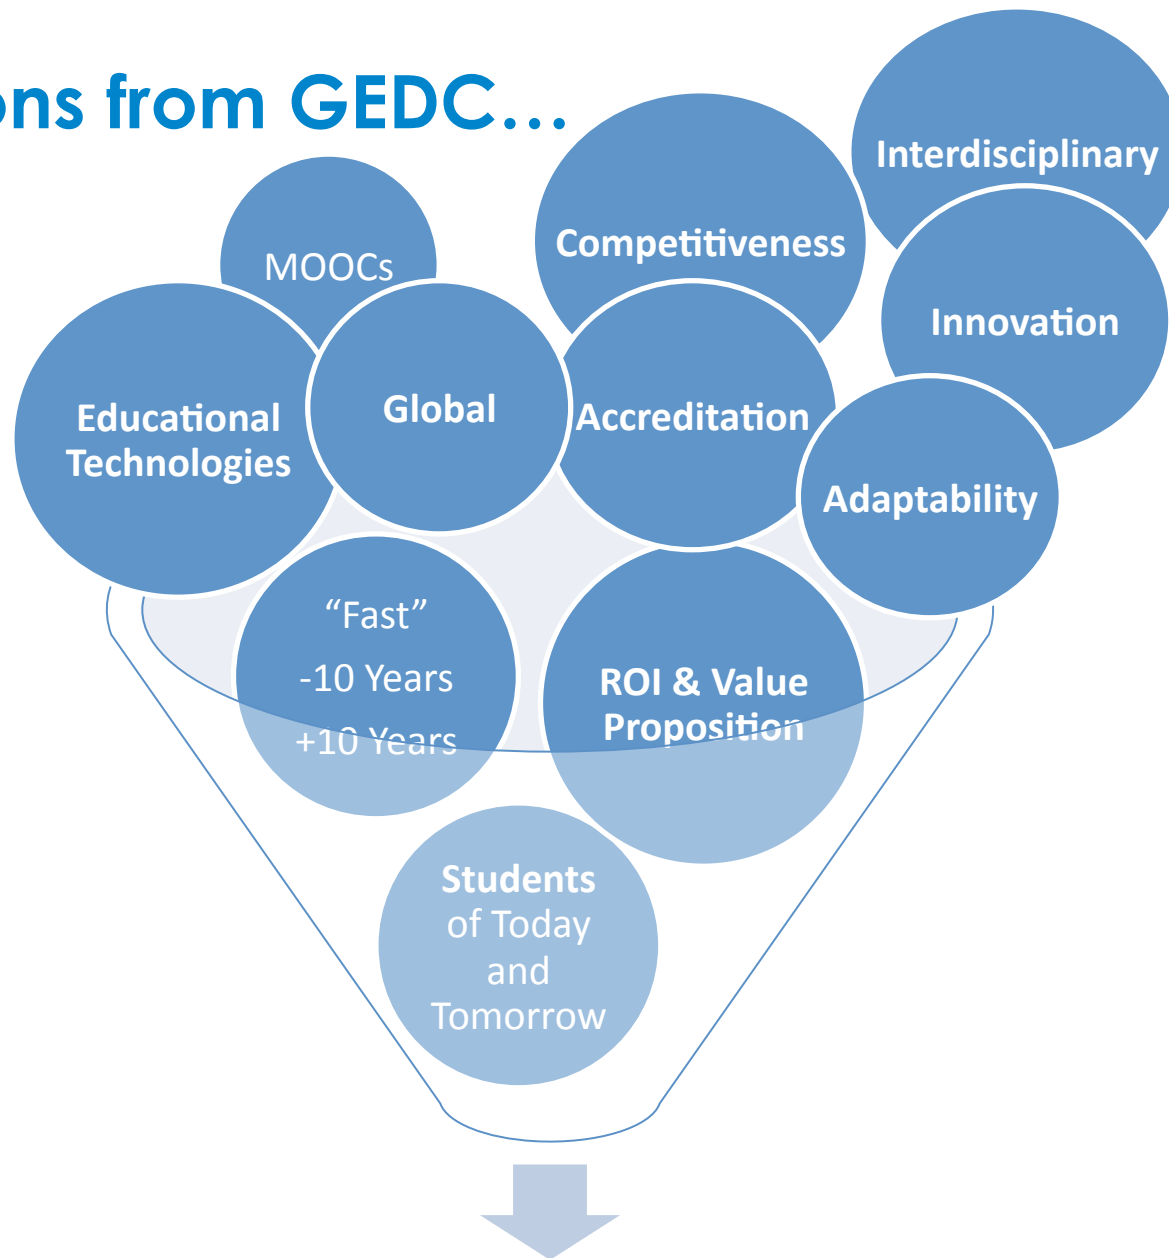 ons from GEDC…
Interdisciplinary
Competitiveness
MOOCs
Innovation
Educational
Technologies
Global
Accreditation
Adaptability
“Fast”
-10 Years
+10 Years
ROI & Value
Proposition
Students
of Today
and
Tomorrow